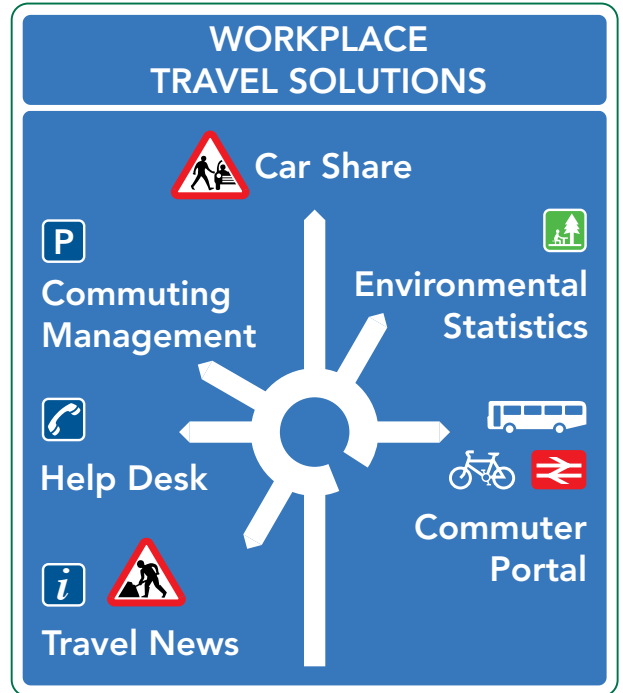 WORKPLACE
TRAVEL SOLUTIONS
Car Share
P
Commuting
Management
Environmental
Statistics
Help Desk
Commuter
Portal
i
Travel News